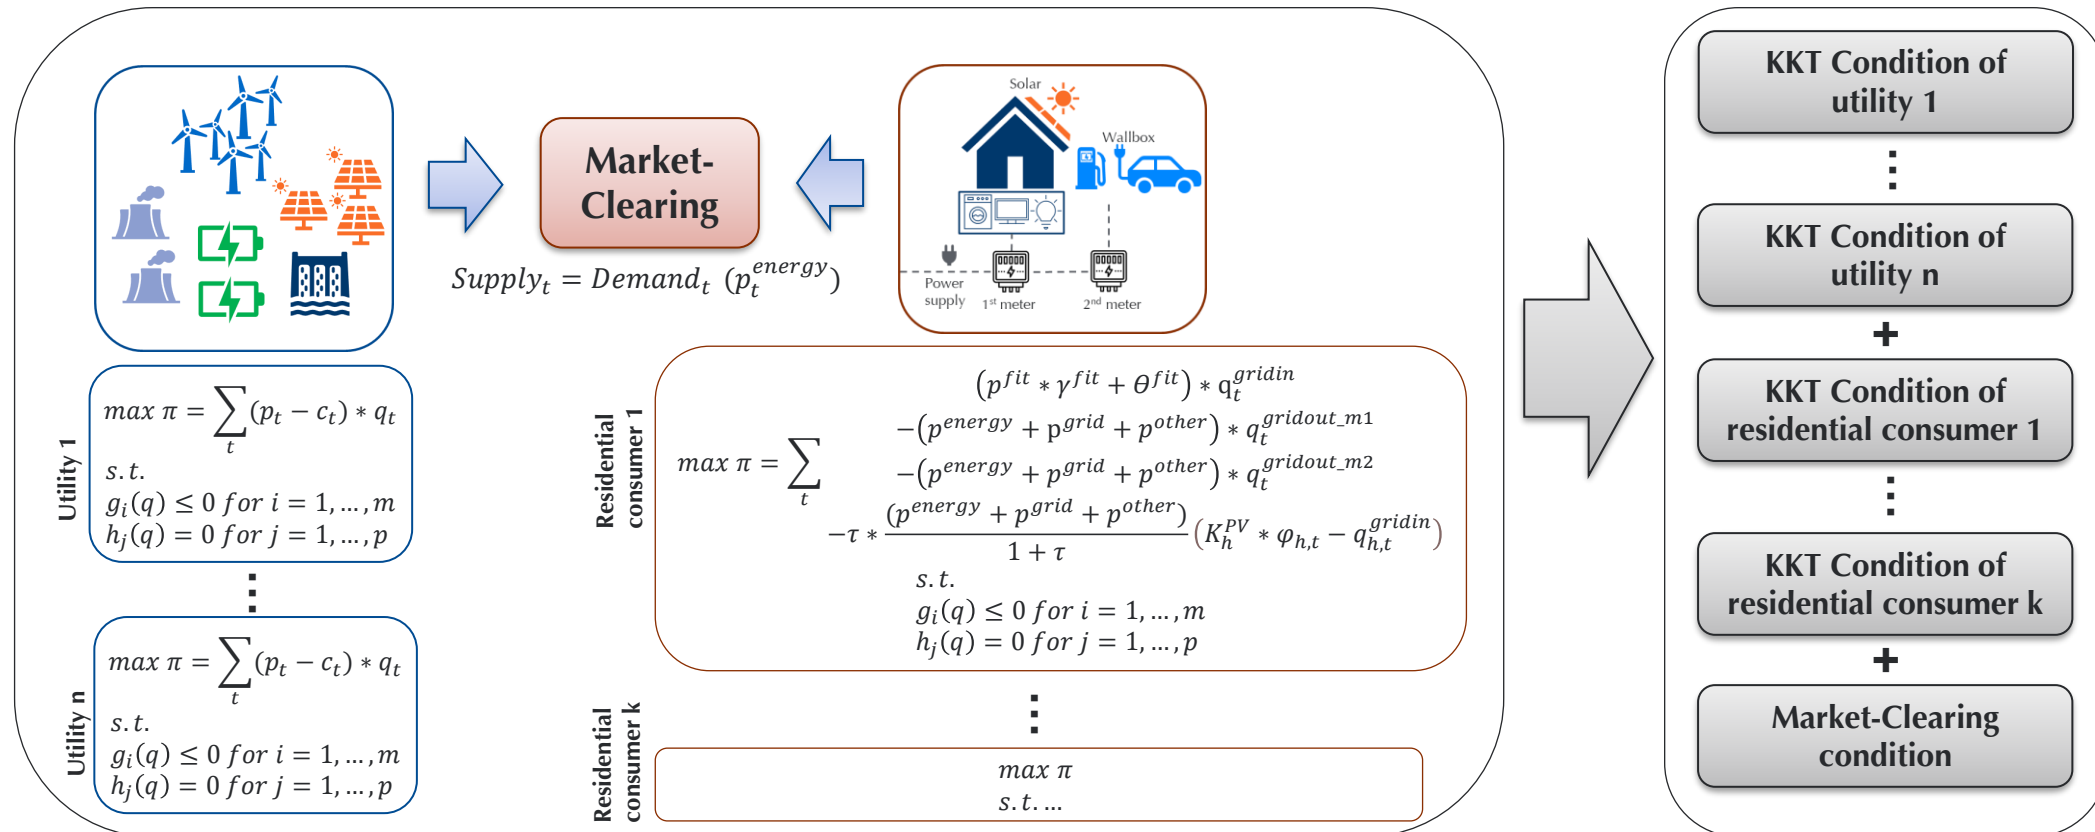 Market-
Clearing
Supply_t = Demand_t (p_t^{energy})
Solar
Wallbox
Power
supply
1st meter
2nd meter
Utility 1
max π = ∑_t (p_t − c_t) * q_t
s.t.
g_i(q) ≤ 0 for i = 1, ..., m
h_j(q) = 0 for j = 1, ..., p
⋮
Utility n
max π = ∑_t (p_t − c_t) * q_t
s.t.
g_i(q) ≤ 0 for i = 1, ..., m
h_j(q) = 0 for j = 1, ..., p
Residential
consumer 1
max π = ∑_t
(p^{fit} * γ^{fit} + θ^{fit}) * q_t^{gridin}
−(p^{energy} + p^{grid} + p^{other}) * q_t^{gridout_m1}
−(p^{energy} + p^{grid} + p^{other}) * q_t^{gridout_m2}
−τ * (p^{energy} + p^{grid} + p^{other}) / (1 + τ) (K_h^{PV} * φ_{h,t} − q_{h,t}^{gridin})
s.t.
g_i(q) ≤ 0 for i = 1, ..., m
h_j(q) = 0 for j = 1, ..., p
⋮
Residential
consumer k
max π
s.t. ...
KKT Condition of
utility 1
⋮
KKT Condition of
utility n
+
KKT Condition of
residential consumer 1
⋮
KKT Condition of
residential consumer k
+
Market-Clearing
condition